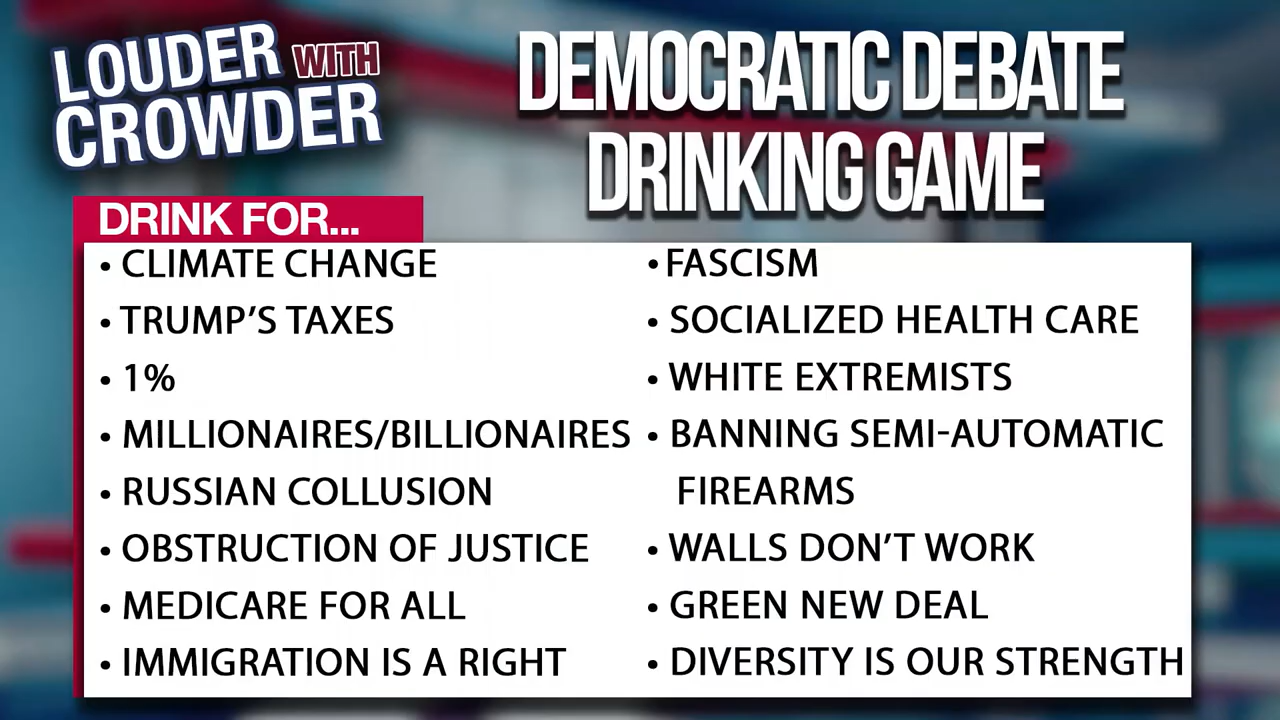 LOUDER WITH
CROWDER
DEMOCRATIC DEBATE
DRINKING GAME
DRINK FOR...
• CLIMATE CHANGE
• TRUMP'S TAXES
• 1%
• MILLIONAIRES/BILLIONAIRES
• RUSSIAN COLLUSION
• OBSTRUCTION OF JUSTICE
• MEDICARE FOR ALL
• IMMIGRATION IS A RIGHT
• FASCISM
• SOCIALIZED HEALTH CARE
• WHITE EXTREMISTS
• BANNING SEMI-AUTOMATIC
FIREARMS
• WALLS DON'T WORK
• GREEN NEW DEAL
• DIVERSITY IS OUR STRENGTH